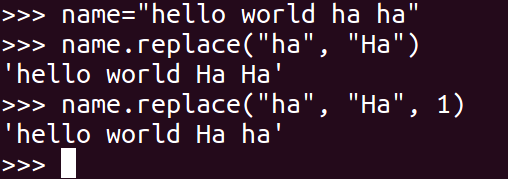 >>> name="hello world ha ha"
>>> name.replace("ha", "Ha")
'hello world Ha Ha'
>>> name.replace("ha", "Ha", 1)
'hello world Ha ha'
>>>